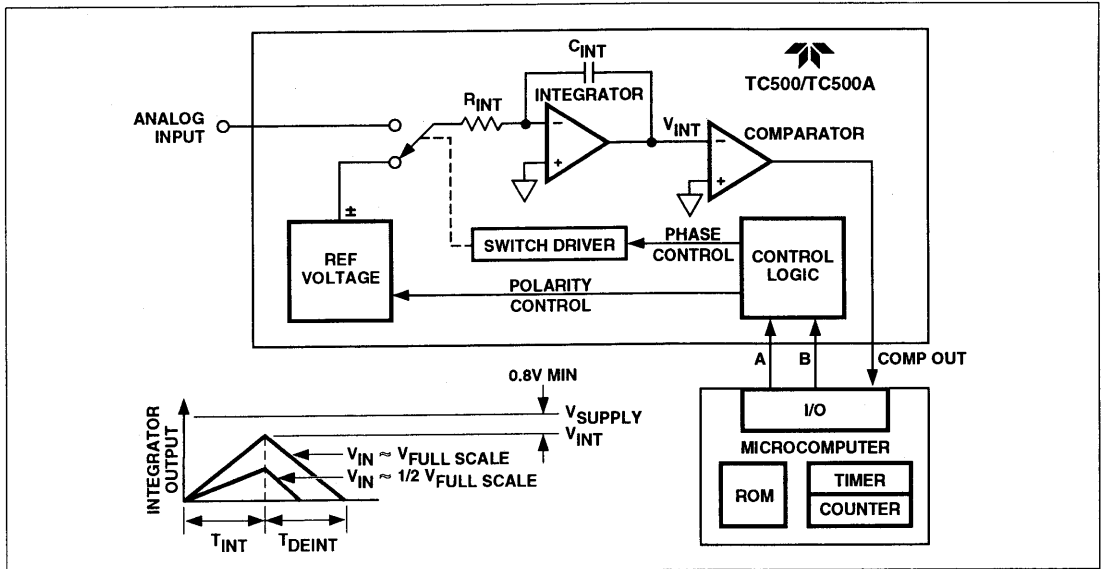 C_INT
TC500/TC500A
ANALOG
INPUT
R_INT
INTEGRATOR
V_INT
COMPARATOR
−
+
−
+
±
REF
VOLTAGE
SWITCH DRIVER
PHASE
CONTROL
CONTROL
LOGIC
POLARITY
CONTROL
A
B
COMP OUT
I/O
MICROCOMPUTER
ROM
TIMER
COUNTER
0.8V MIN
V_SUPPLY
V_INT
V_IN ≈ V_FULL SCALE
V_IN ≈ 1/2 V_FULL SCALE
INTEGRATOR
OUTPUT
T_INT
T_DEINT